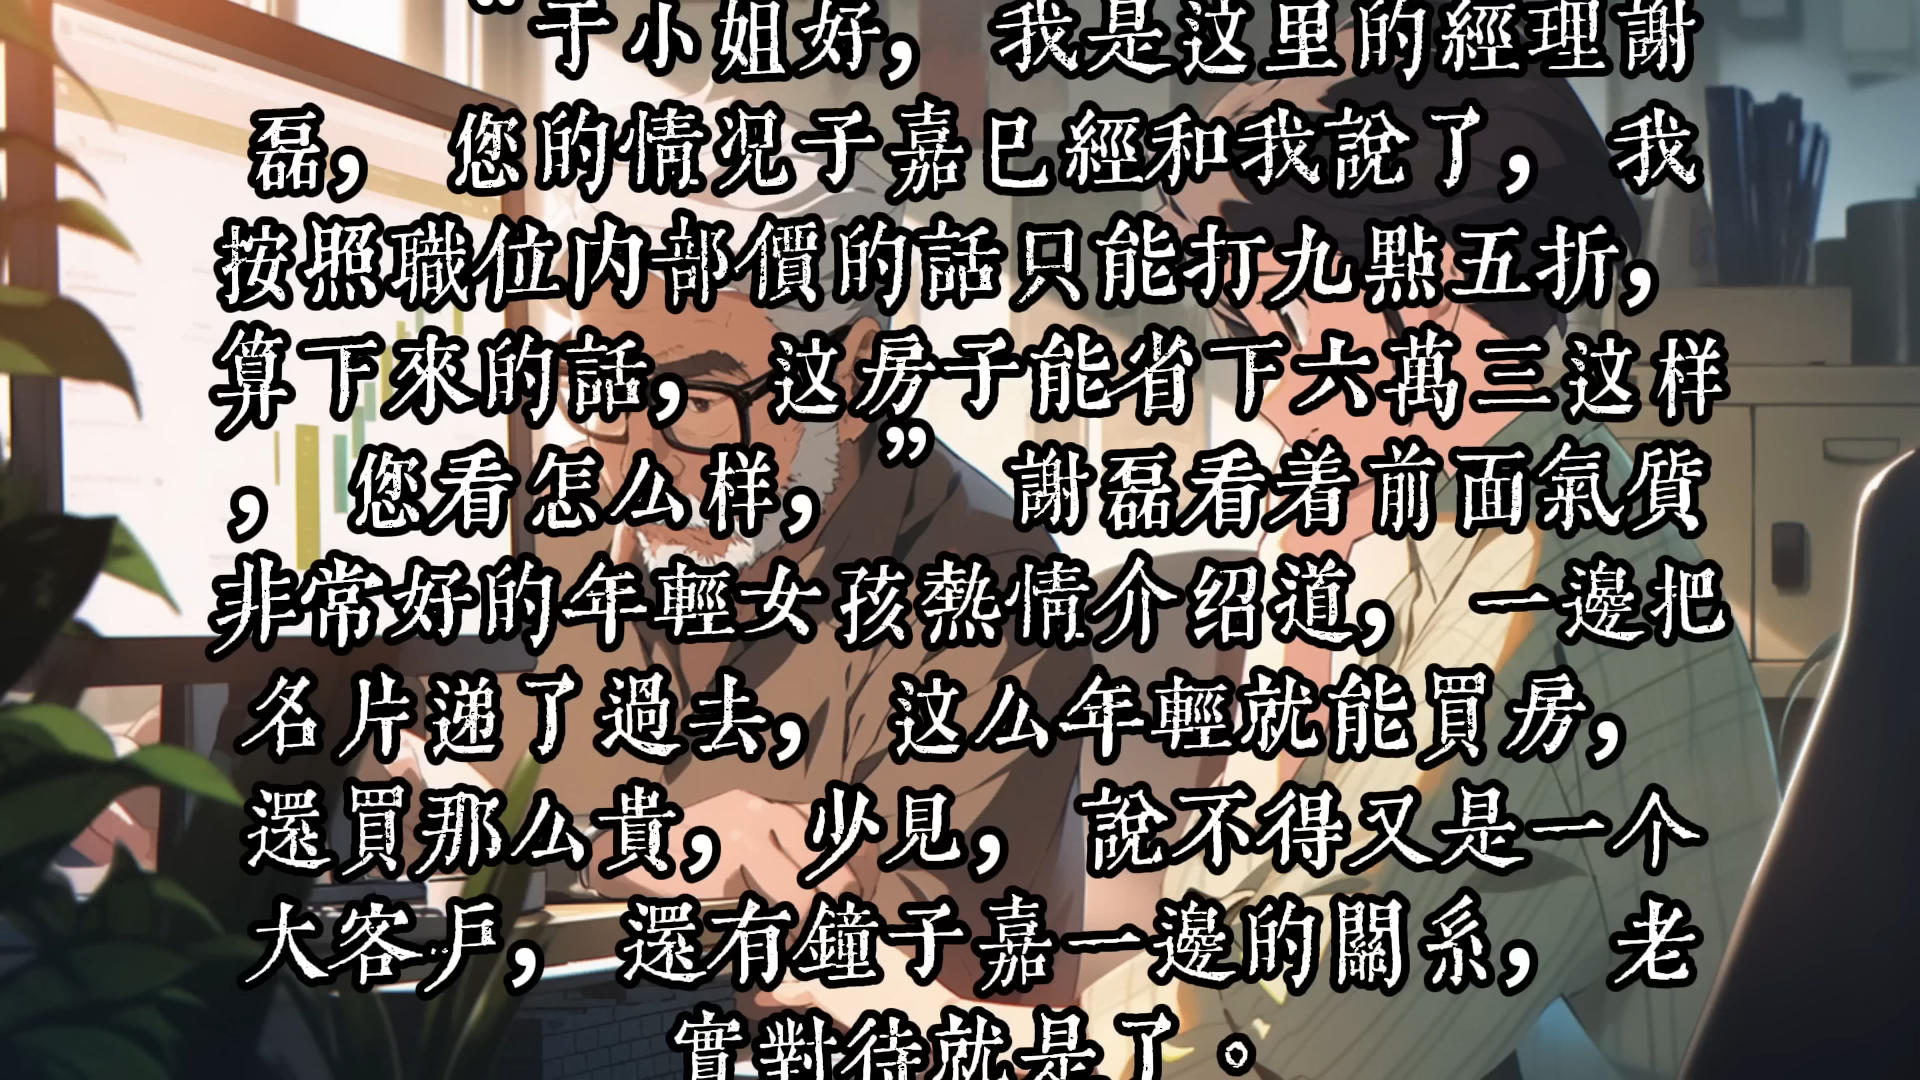 “于小姐好， 我是这里的經理謝
磊， 您的情况子嘉已經和我說了， 我
按照職位内部價的話只能打九點五折，
算下來的話， 这房子能省下六萬三这样
， 您看怎么样，” 謝磊看着前面氣质
非常好的年輕女孩熱情介绍道， 一邊把
名片递了過去， 这么年輕就能買房，
還買那么貴， 少見， 說不得又是一个
大客戶， 還有鐘子嘉一邊的關系， 老
實對待就是了。